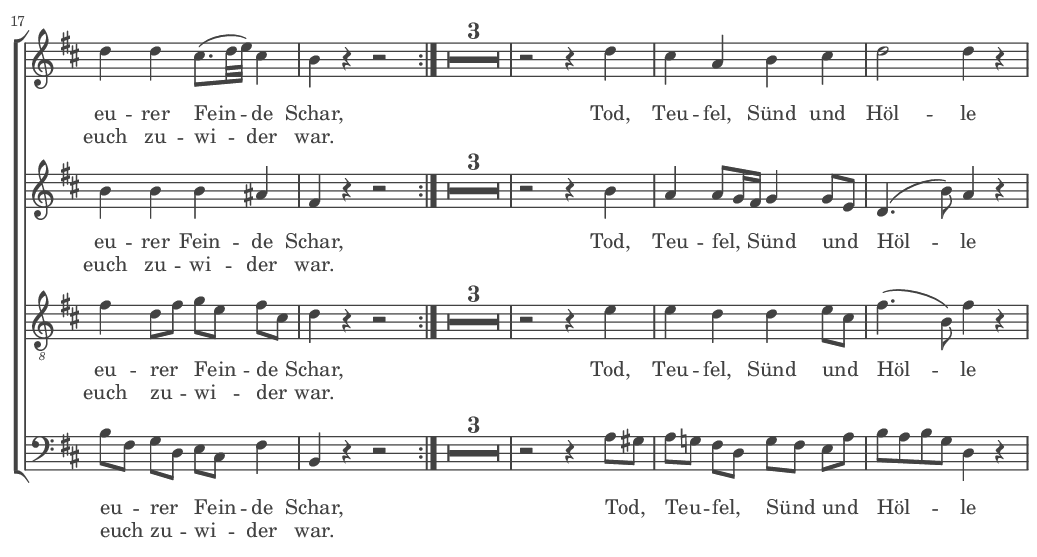 17
3
eu -- rer Fein -- de Schar, Tod, Teu -- fel, Sünd und Höl -- le
euch zu -- wi -- der war.
3
eu -- rer Fein -- de Schar, Tod, Teu -- fel, Sünd und Höl -- le
euch zu -- wi -- der war.
8
3
eu -- rer Fein -- de Schar, Tod, Teu -- fel, Sünd und Höl -- le
euch zu -- wi -- der war.
3
eu -- rer Fein -- de Schar, Tod, Teu -- fel, Sünd und Höl -- le
euch zu -- wi -- der war.